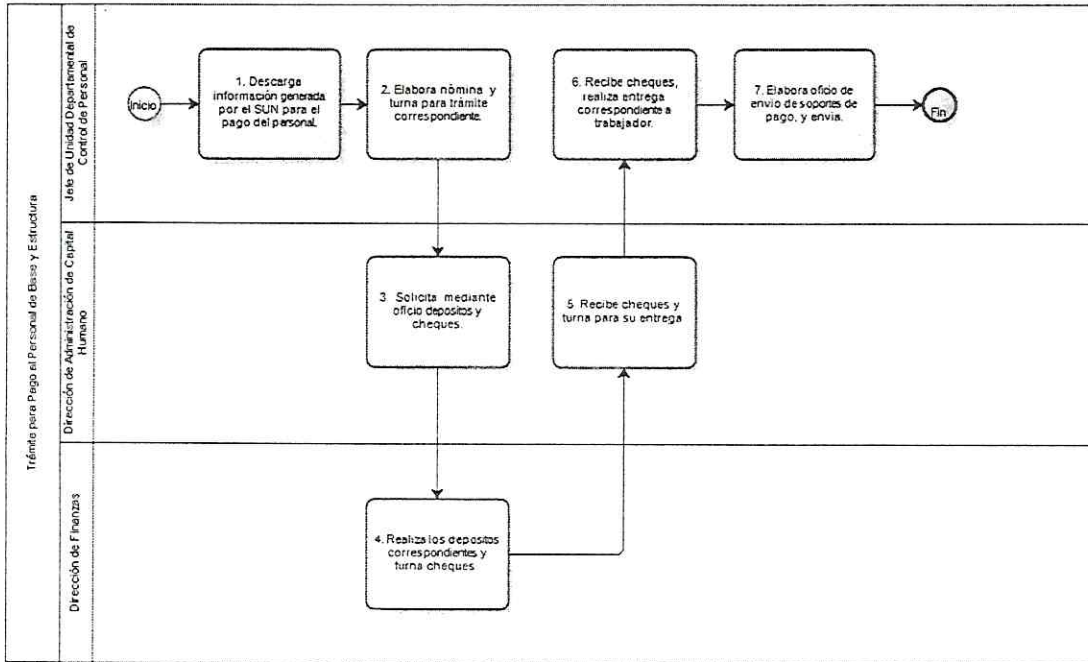 Trámite para Pago al Personal de Base y Estructura
Jefe de Unidad Departamental de
Control de Personal
Inicio
1. Descarga
información generada
por el SUN para el
pago del personal.
2. Elabora nómina y
turna para trámite
correspondiente.
6. Recibe cheques,
realiza entrega
correspondiente a
trabajador.
7. Elabora oficio de
envio de soportes de
pago, y envia.
Fin
Dirección de Administración de Capital
Humano
3. Solicita mediante
oficio depositos y
cheques.
5. Recibe cheques y
turna para su entrega
Dirección de Finanzas
4. Realiza los depositos
correspondientes y
turna cheques